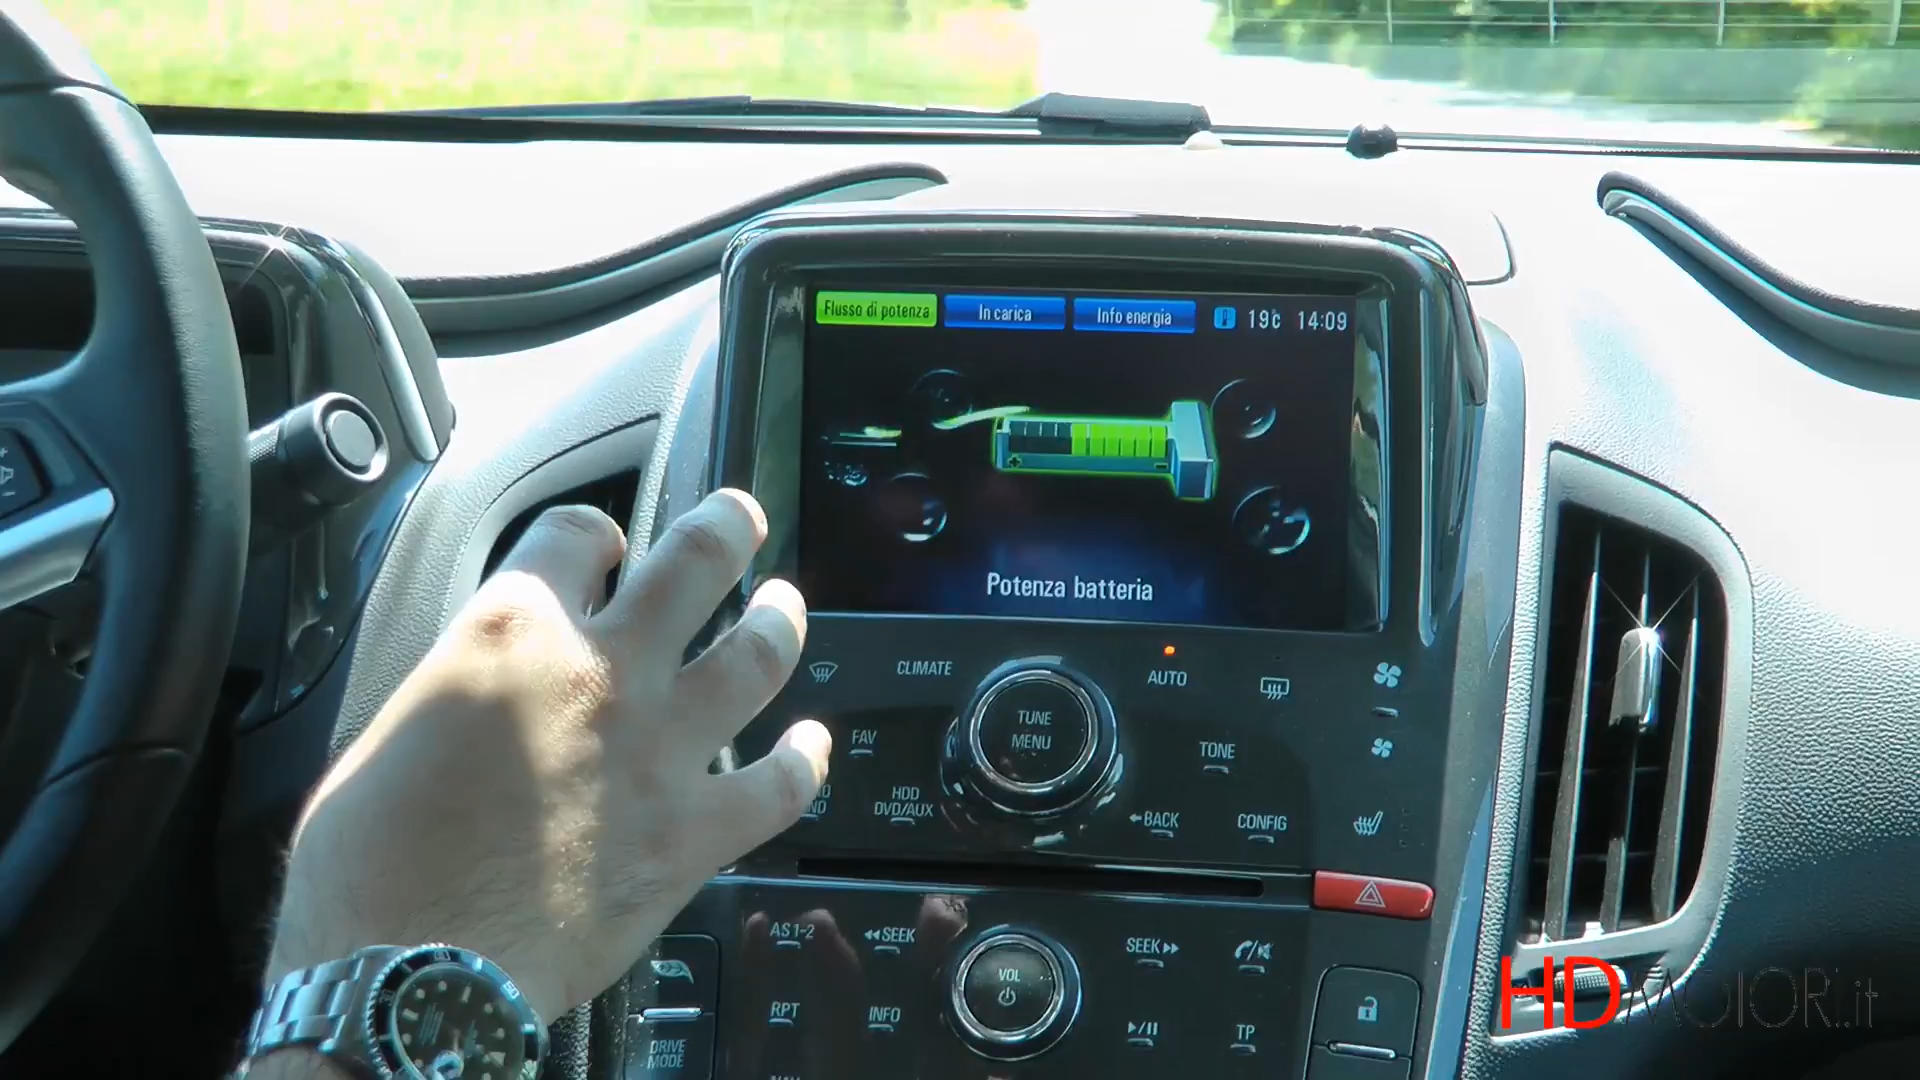 Flusso di potenza
In carica
Info energia
19c 14:09
Potenza batteria
CLIMATE
AUTO
TUNE
MENU
FAV
TONE
HDD
DVD/AUX
BACK
CONFIG
AS 1-2
SEEK
SEEK
VOL
RPT
INFO
TP
DRIVE
MODE
HDMOTORI.it